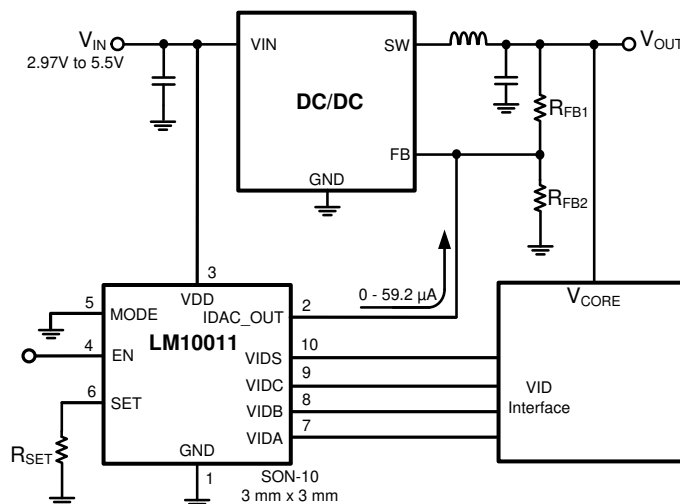 VIN
2.97V to 5.5V
VIN
SW
VOUT
DC/DC
RFB1
FB
GND
RFB2
3
0 - 59.2 µA
VDD
5
MODE
IDAC_OUT
2
VCORE
LM10011
4
EN
VIDS
10
VIDC
9
VID
Interface
6
SET
VIDB
8
VIDA
7
RSET
GND
1
SON-10
3 mm x 3 mm